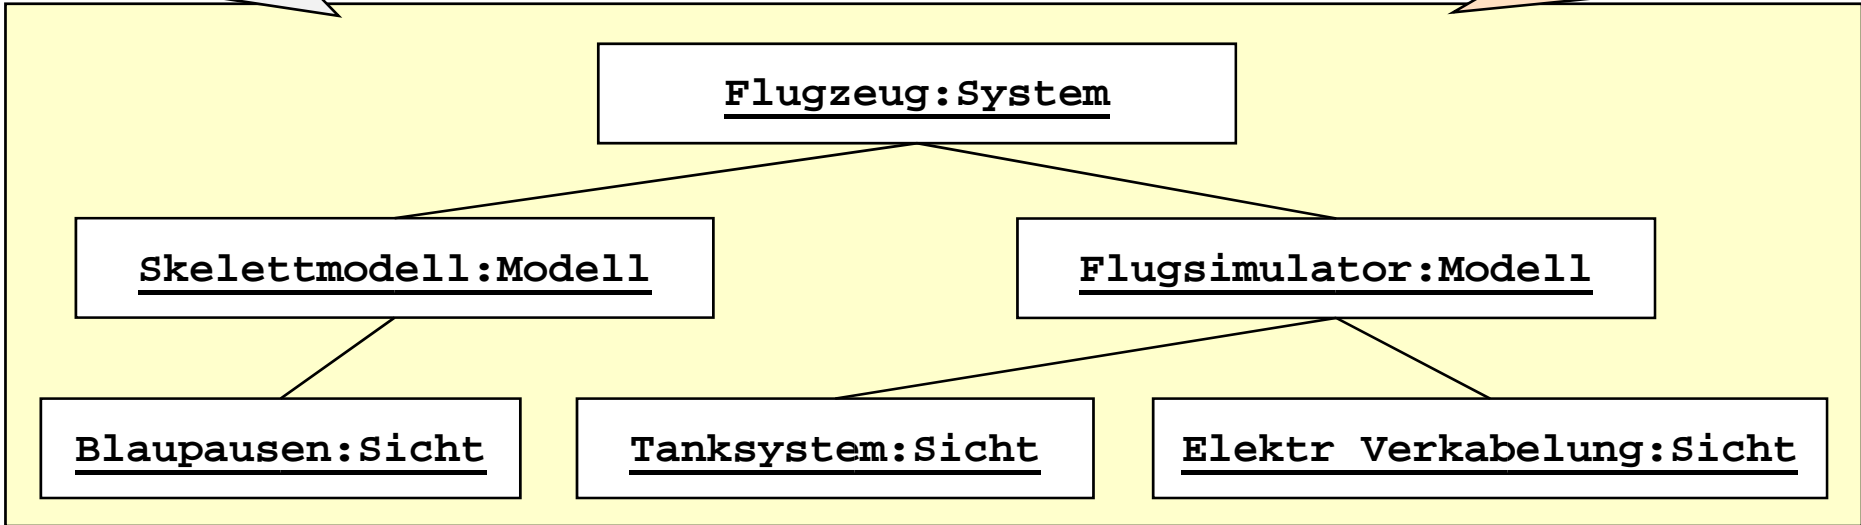 Flugzeug:System
Skelettmodell:Modell
Flugsimulator:Modell
Blaupausen:Sicht
Tanksystem:Sicht
Elektr Verkabelung:Sicht